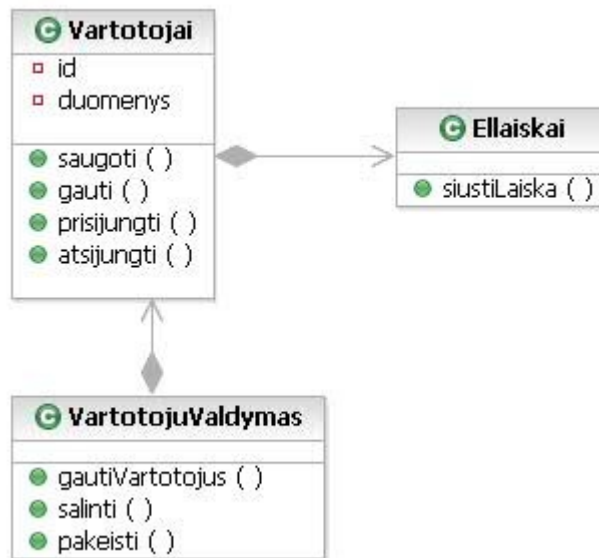 C Vartotojai
id
duomenys
saugoti ( )
gauti ( )
prisijungti ( )
atsijungti ( )
C Ellaiskai
siustiLaiska ( )
C VartotojuValdymas
gautiVartotojus ( )
salinti ( )
pakeisti ( )